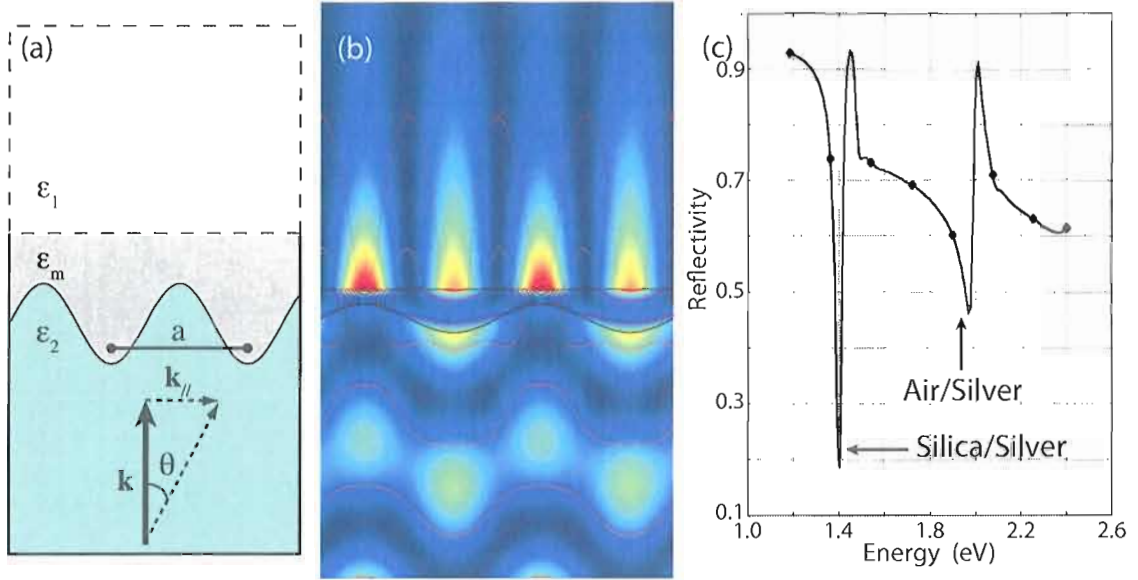 (a)
ε₁
εₘ
ε₂
a
k//
θ
k
(b)
(c)
0.9
0.7
0.5
0.3
0.1
Reflectivity
1.0
1.4
1.8
2.2
2.6
Energy (eV)
Air/Silver
Silica/Silver